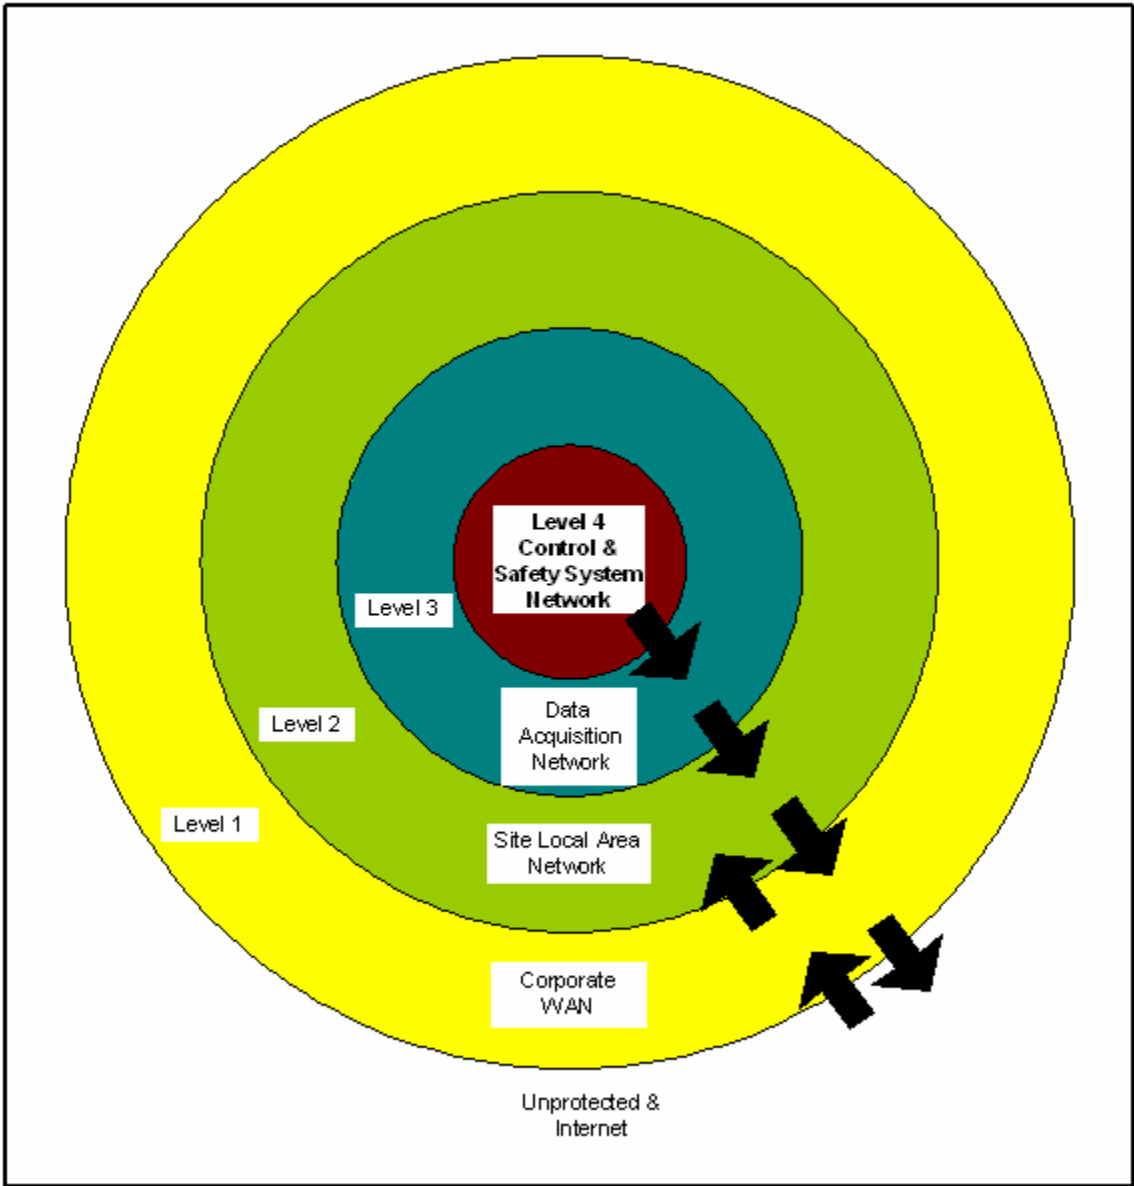 Level 4
Control &
Safety System
Network
Level 3
Data
Acquisition
Network
Level 2
Level 1
Site Local Area
Network
Corporate
WAN
Unprotected &
Internet